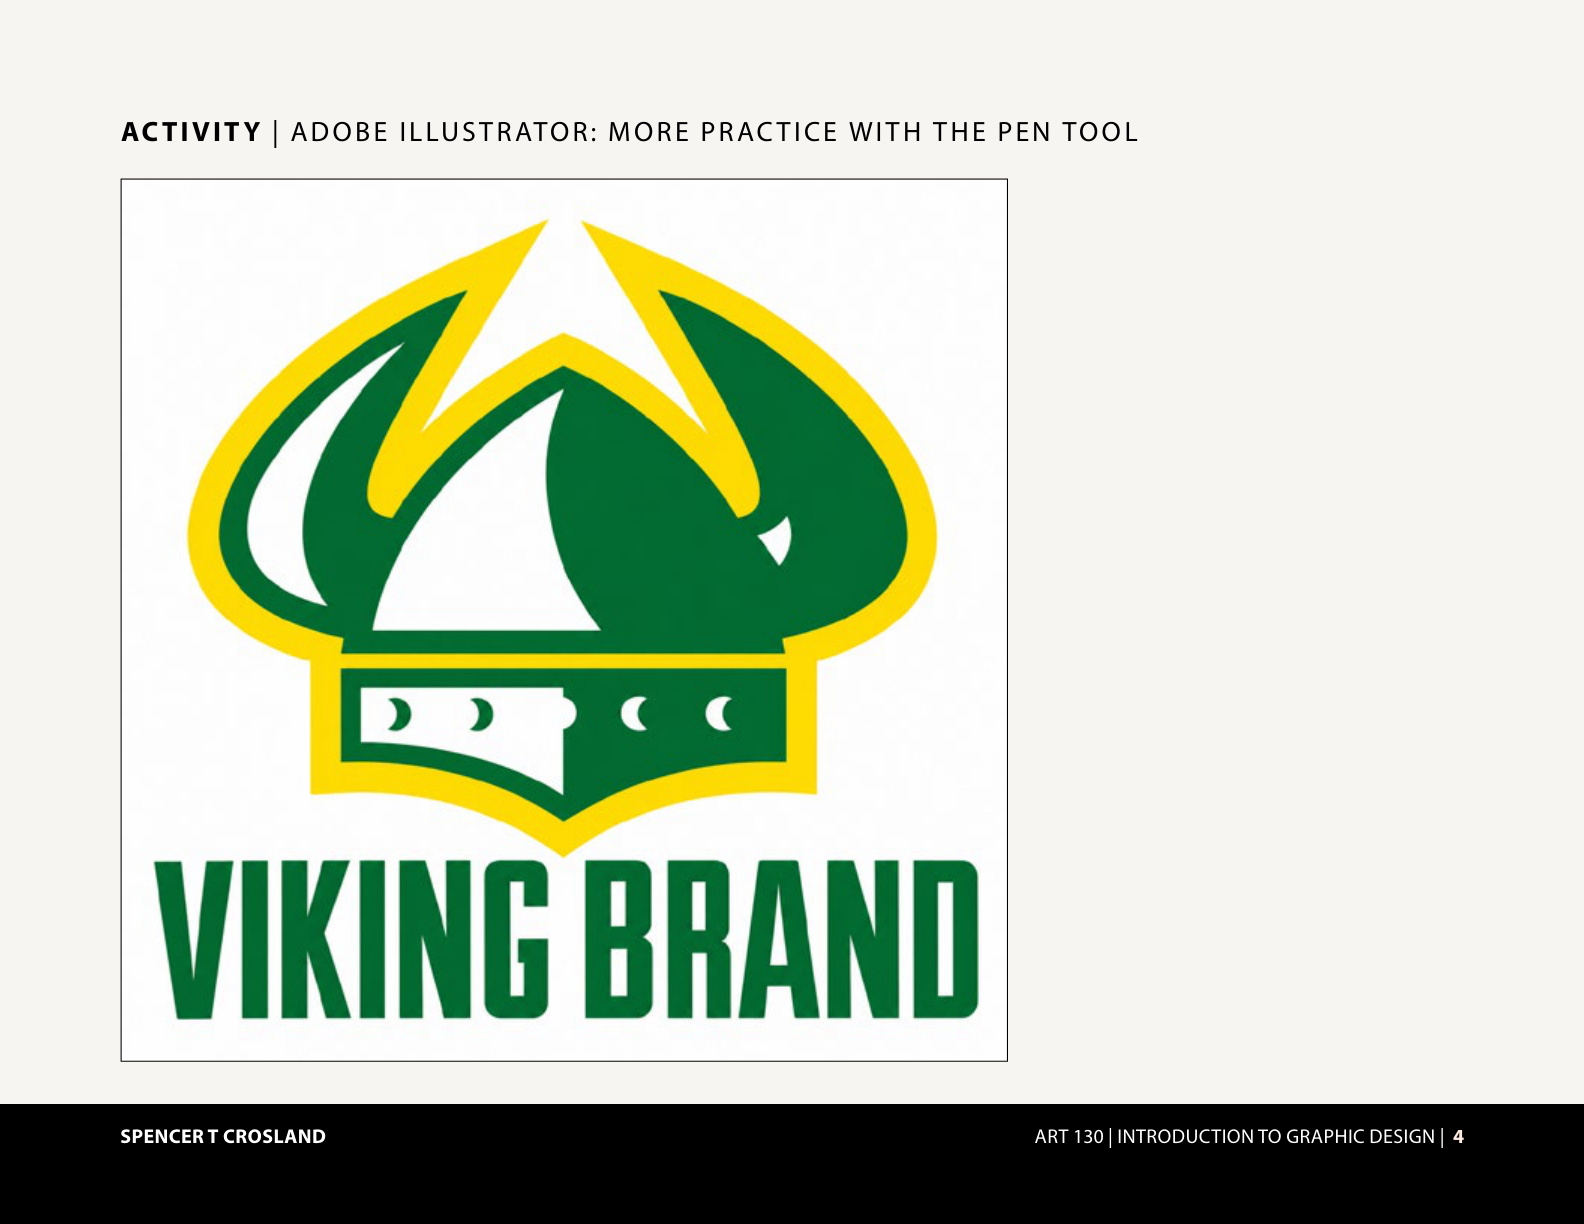 ACTIVITY | ADOBE ILLUSTRATOR: MORE PRACTICE WITH THE PEN TOOL
VIKING BRAND
SPENCER T CROSLAND
ART 130 | INTRODUCTION TO GRAPHIC DESIGN | 4